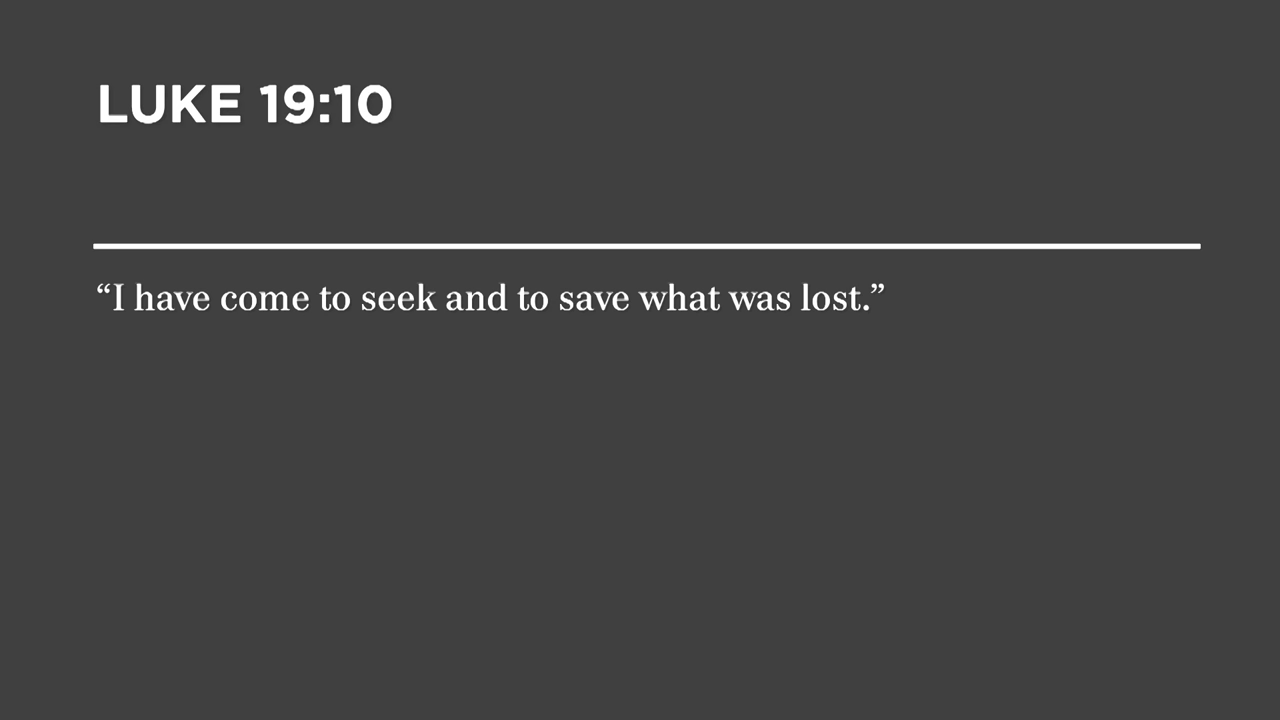 LUKE 19:10
“I have come to seek and to save what was lost.”